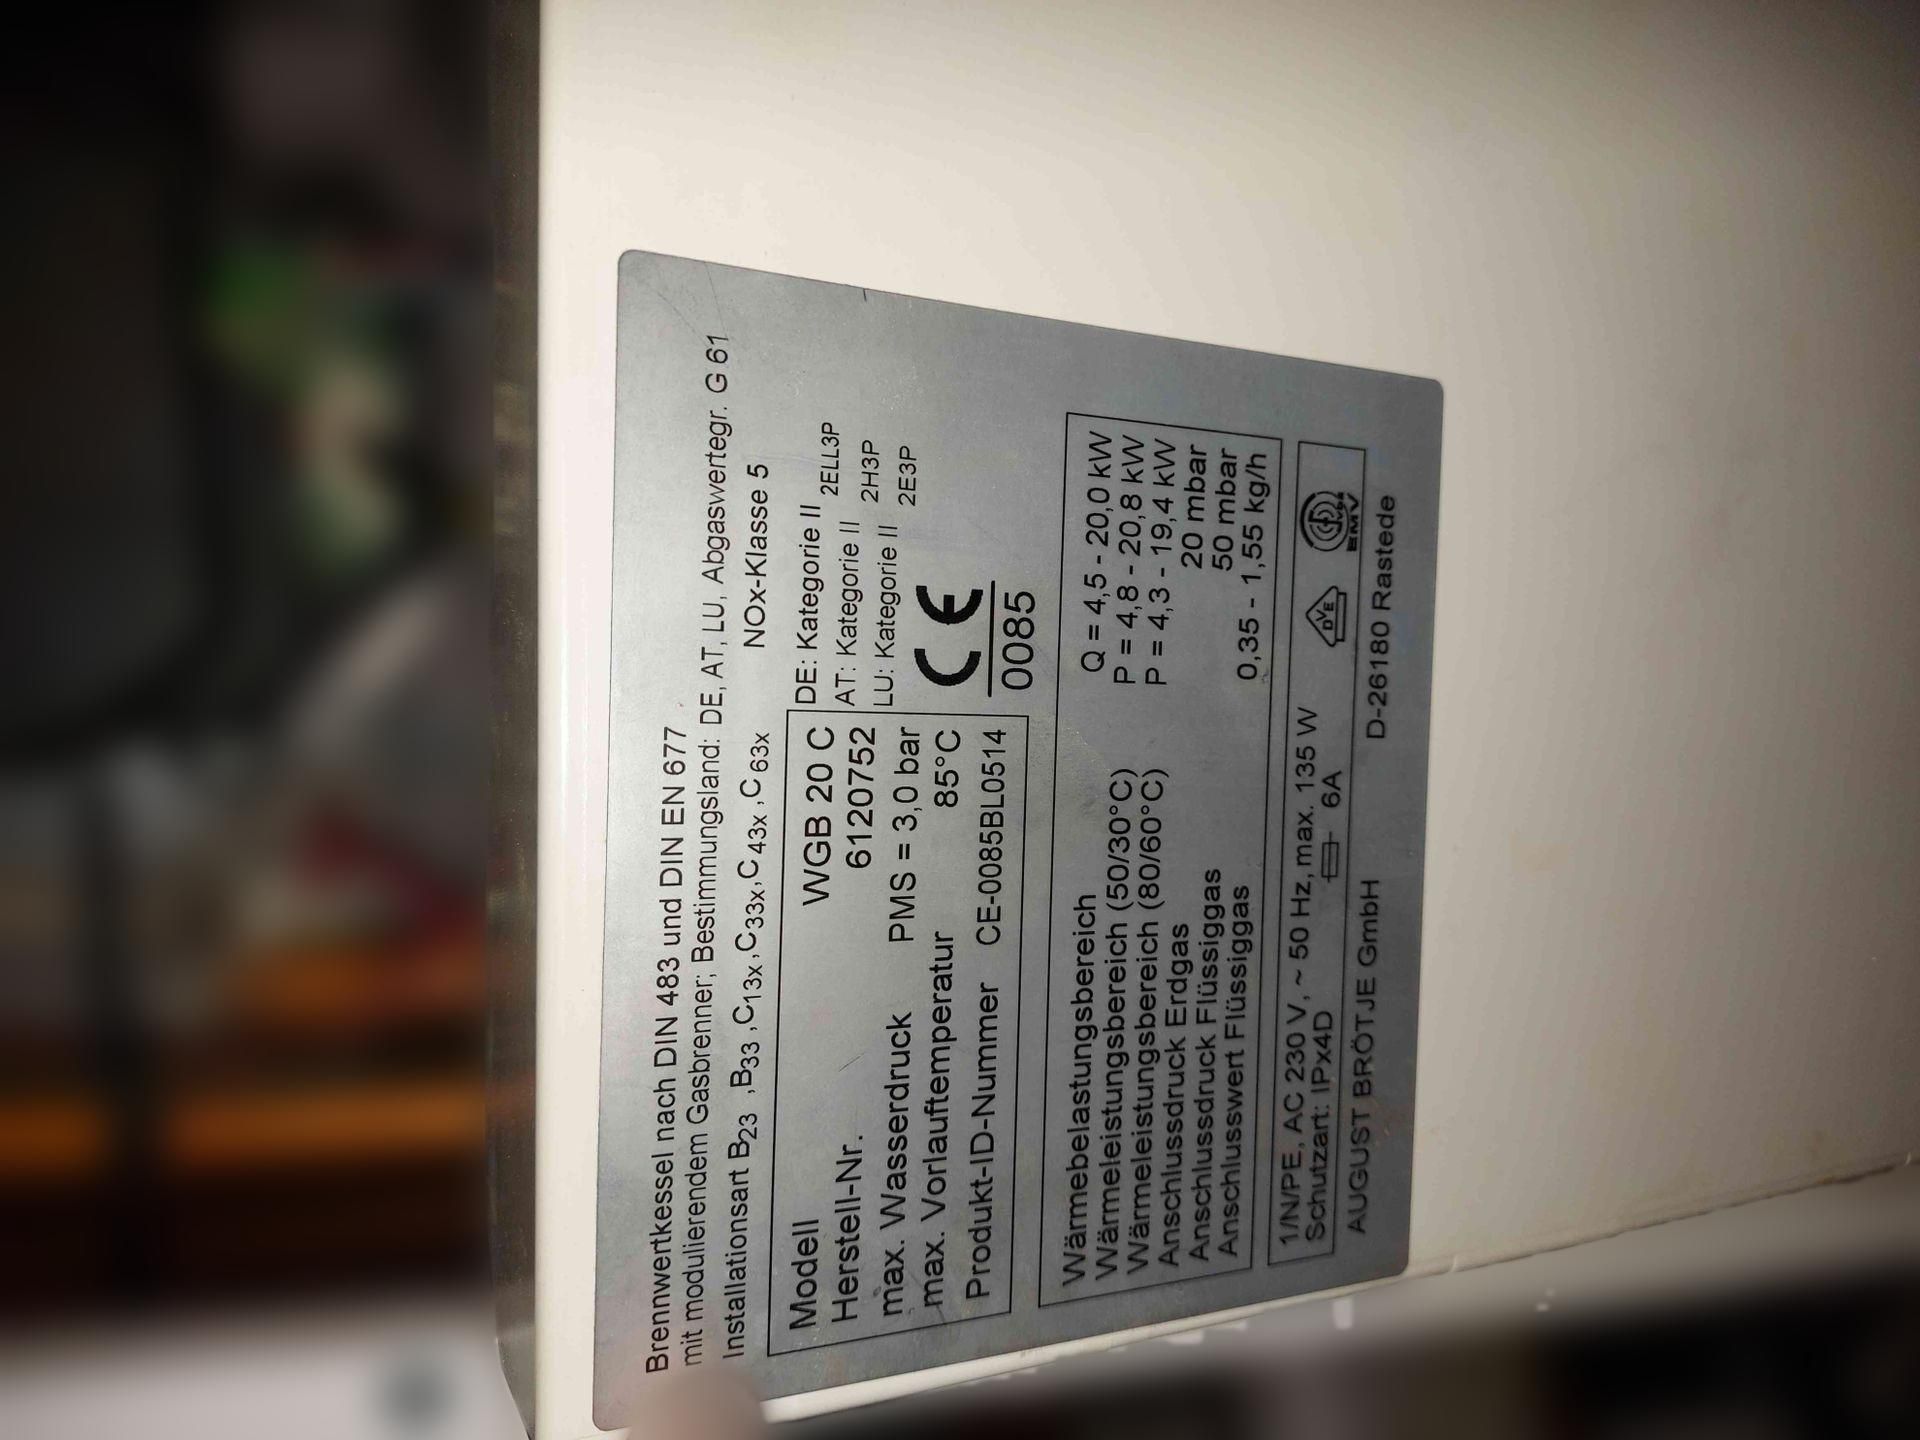 Brennwertkessel nach DIN 483 und DIN EN 677
mit modulierendem Gasbrenner; Bestimmungsland: DE, AT, LU, Abgaswertegr. G 61
Installationsart B23 ,B33 ,C13x,C33x,C43x ,C63x NOx-Klasse 5
Modell WGB 20 C
Herstell-Nr. 6120752
max. Wasserdruck PMS = 3,0 bar
max. Vorlauftemperatur 85°C
Produkt-ID-Nummer CE-0085BL0514
DE: Kategorie II 2ELL3P
AT: Kategorie II 2H3P
LU: Kategorie II 2E3P
CE
0085
Wärmebelastungsbereich Q = 4,5 - 20,0 kW
Wärmeleistungsbereich (50/30°C) P = 4,8 - 20,8 kW
Wärmeleistungsbereich (80/60°C) P = 4,3 - 19,4 kW
Anschlussdruck Erdgas 20 mbar
Anschlussdruck Flüssiggas 50 mbar
Anschlusswert Flüssiggas 0,35 - 1,55 kg/h
1/N/PE, AC 230 V, ~ 50 Hz, max. 135 W
Schutzart: IPx4D 6A
DVE
EMV
AUGUST BRÖTJE GmbH D-26180 Rastede